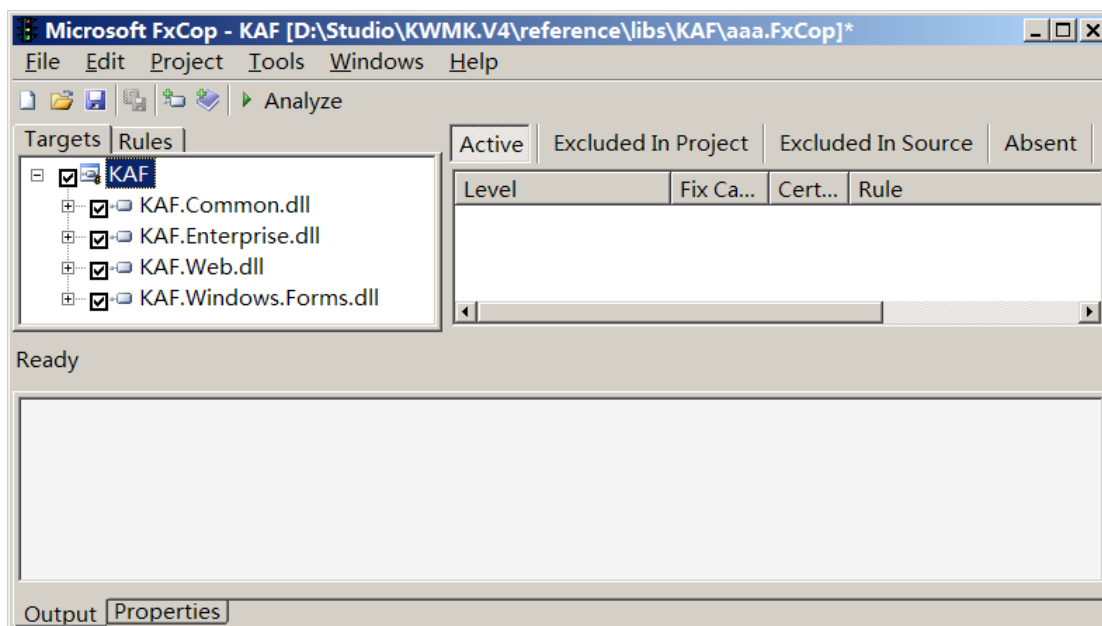 Microsoft FxCop - KAF [D:\Studio\KWMK.V4\reference\libs\KAF\aaa.FxCop]*
File Edit Project Tools Windows Help
Analyze
Targets Rules
Active Excluded In Project Excluded In Source Absent
KAF
Level Fix Ca... Cert... Rule
KAF.Common.dll
KAF.Enterprise.dll
KAF.Web.dll
KAF.Windows.Forms.dll
Ready
Output Properties